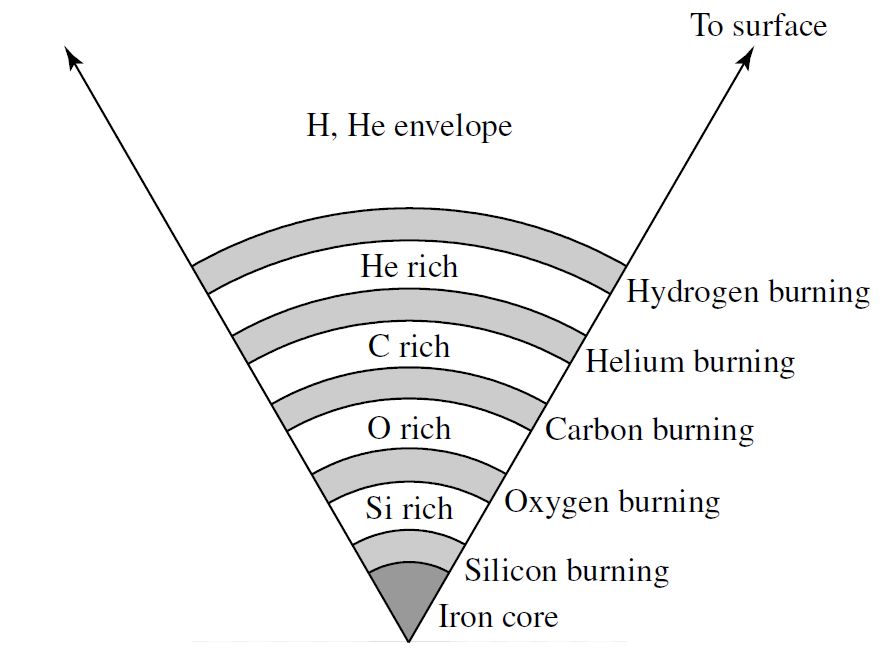 To surface
H, He envelope
He rich
Hydrogen burning
C rich
Helium burning
O rich
Carbon burning
Si rich
Oxygen burning
Silicon burning
Iron core